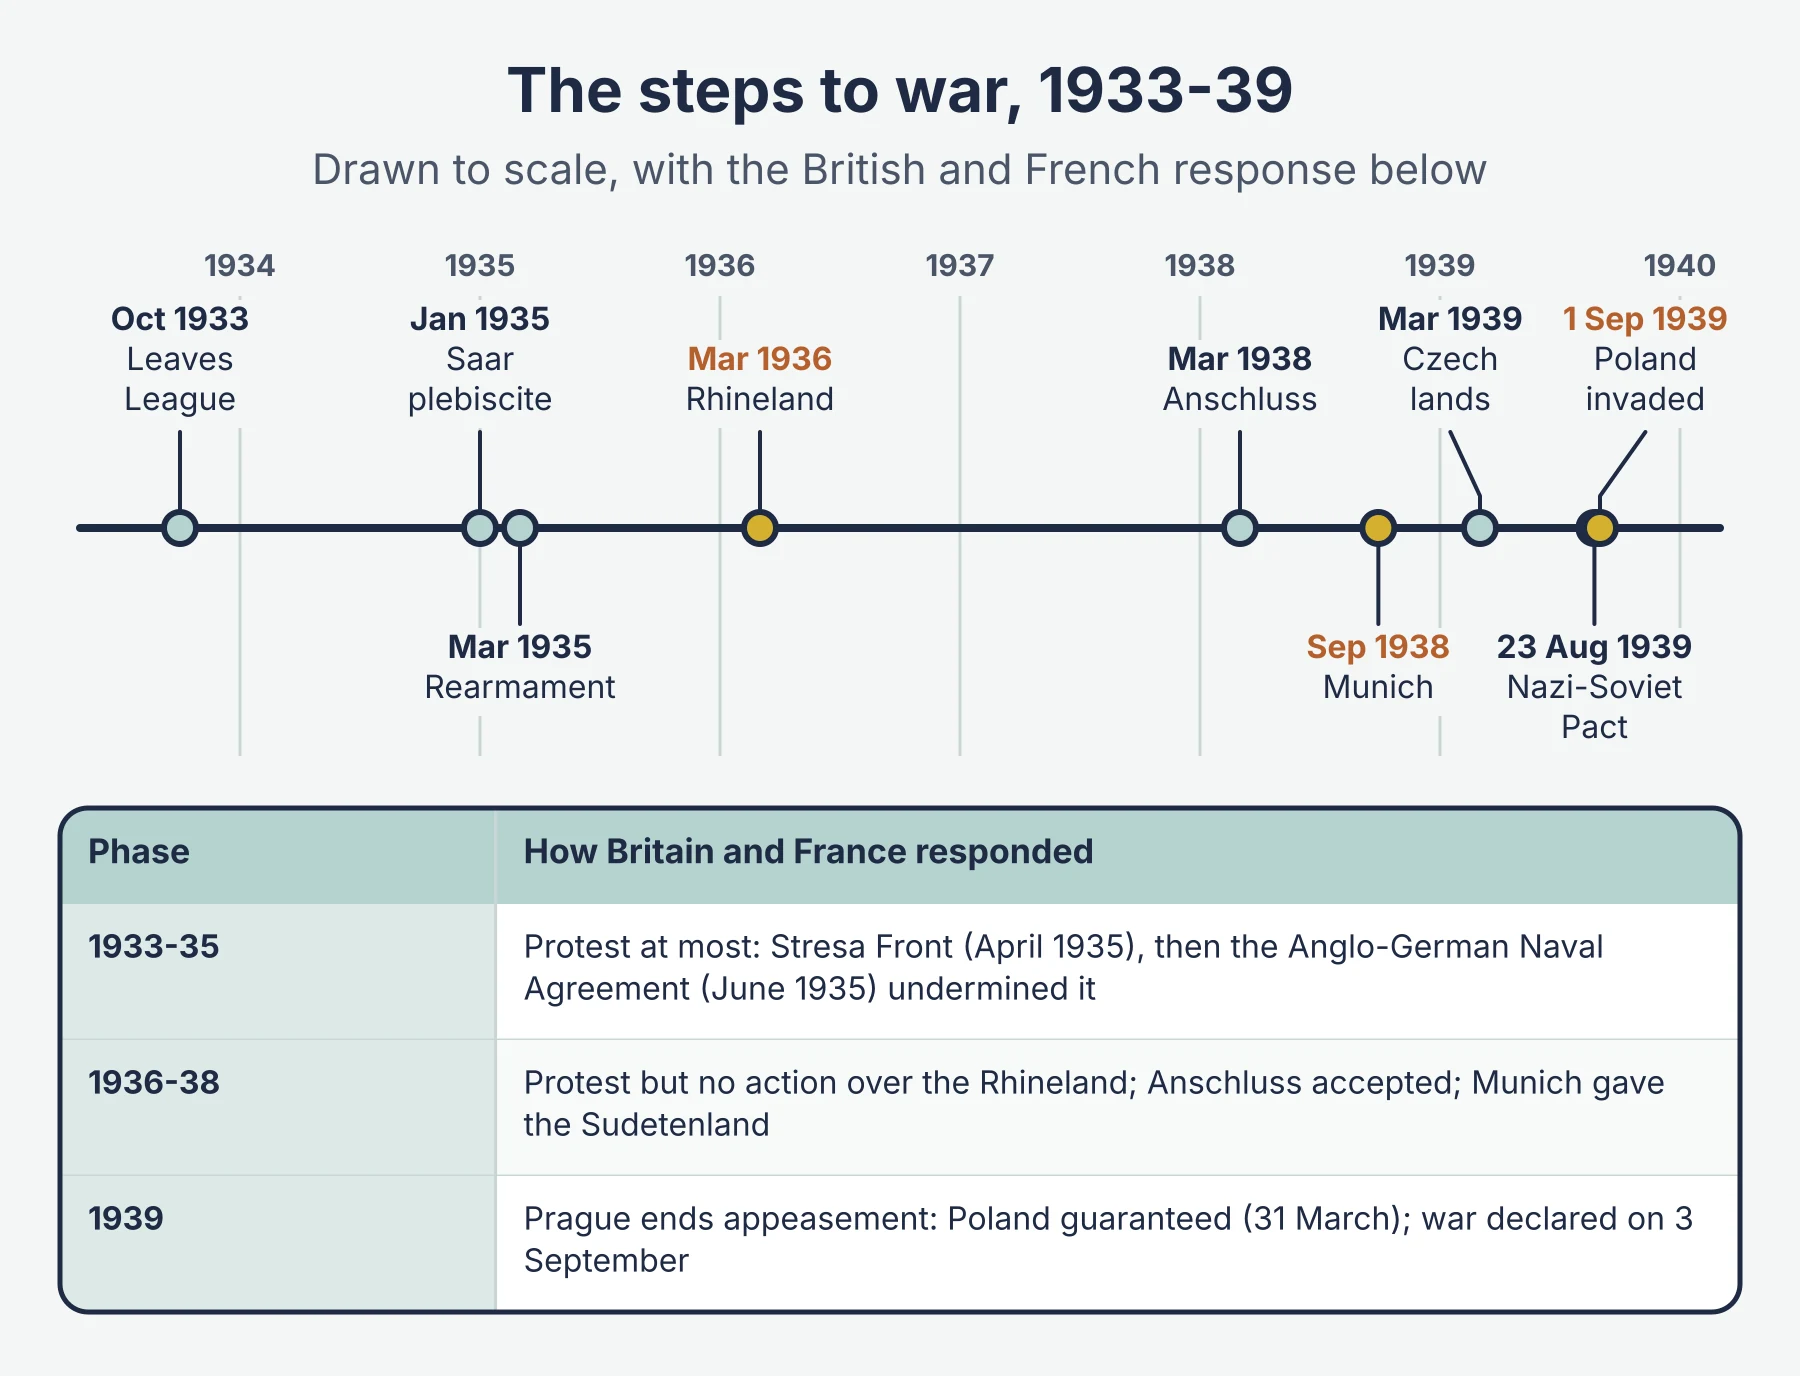 The steps to war, 1933-39
Drawn to scale, with the British and French response below
1934
1935
1936
1937
1938
1939
1940
Oct 1933
Leaves
League
Jan 1935
Saar
plebiscite
Mar 1936
Rhineland
Mar 1938
Anschluss
Mar 1939
Czech
lands
1 Sep 1939
Poland
invaded
Mar 1935
Rearmament
Sep 1938
Munich
23 Aug 1939
Nazi-Soviet
Pact
Phase
How Britain and France responded
1933-35
Protest at most: Stresa Front (April 1935), then the Anglo-German Naval
Agreement (June 1935) undermined it
1936-38
Protest but no action over the Rhineland; Anschluss accepted; Munich gave
the Sudetenland
1939
Prague ends appeasement: Poland guaranteed (31 March); war declared on 3
September